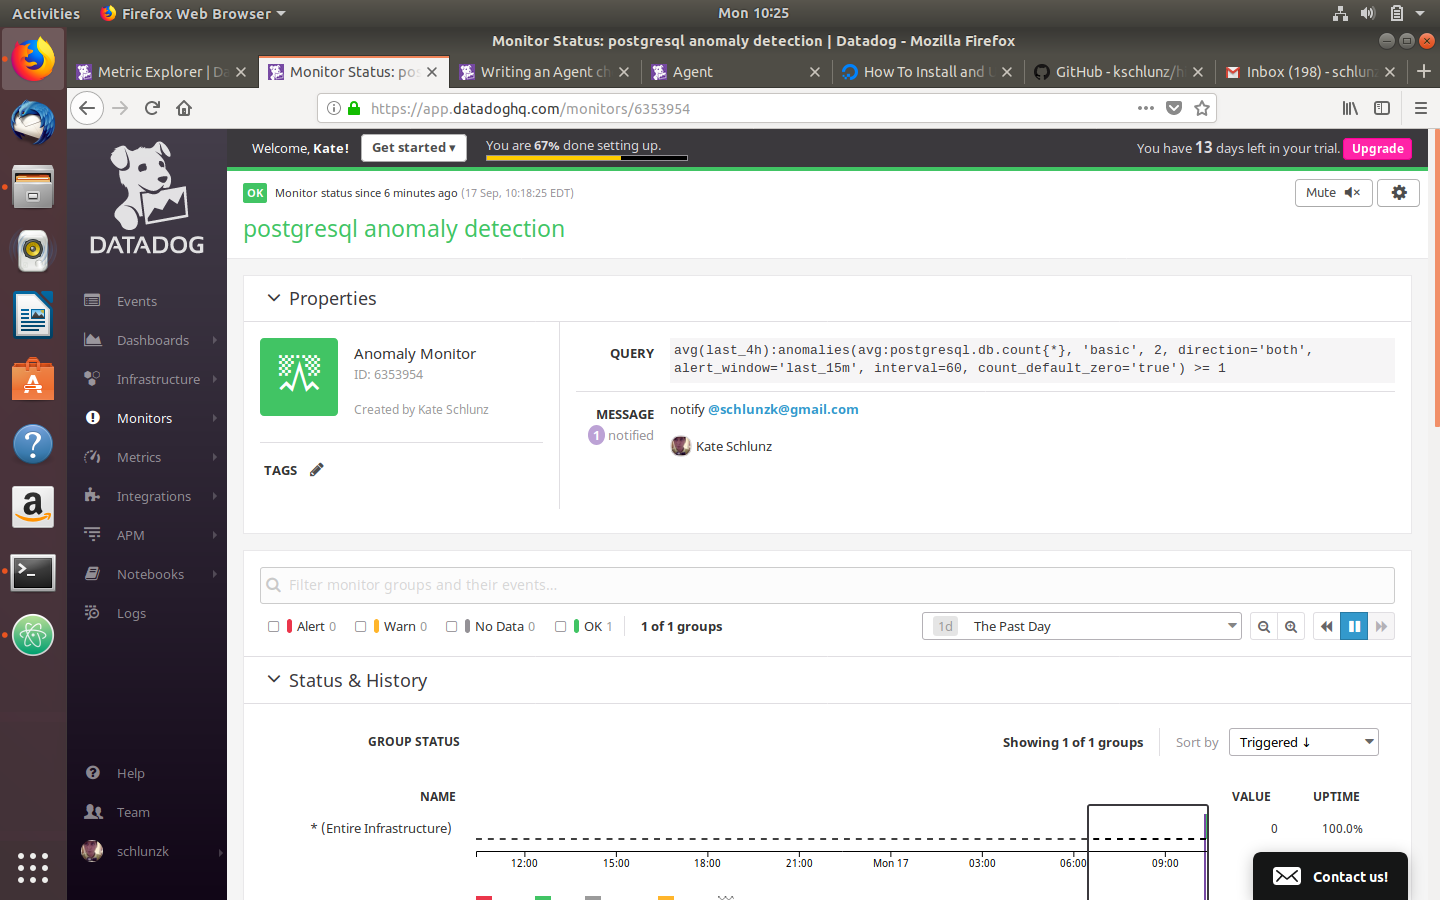 Activities
Firefox Web Browser
Mon 10:25
Monitor Status: postgresql anomaly detection | Datadog - Mozilla Firefox
Metric Explorer | Da
Monitor Status: pos
Writing an Agent ch
Agent
How To Install and U
GitHub - kschlunz/h
Inbox (198) - schlunz
https://app.datadoghq.com/monitors/6353954
Welcome, Kate!
Get started
You are 67% done setting up.
You have 13 days left in your trial.
Upgrade
DATADOG
Events
Dashboards
Infrastructure
Monitors
Metrics
Integrations
APM
Notebooks
Logs
Help
Team
schlunzk
OK Monitor status since 6 minutes ago (17 Sep, 10:18:25 EDT)
Mute
postgresql anomaly detection
Properties
Anomaly Monitor
ID: 6353954
Created by Kate Schlunz
TAGS
QUERY
avg(last_4h):anomalies(avg:postgresql.db.count{*}, 'basic', 2, direction='both',
alert_window='last_15m', interval=60, count_default_zero='true') >= 1
MESSAGE
1 notified
notify @schlunzk@gmail.com
Kate Schlunz
Filter monitor groups and their events...
Alert 0
Warn 0
No Data 0
OK 1
1 of 1 groups
1d The Past Day
Status & History
GROUP STATUS
Showing 1 of 1 groups
Sort by
Triggered ↓
NAME
VALUE
UPTIME
* (Entire Infrastructure)
0
100.0%
12:00
15:00
18:00
21:00
Mon 17
03:00
06:00
09:00
Contact us!